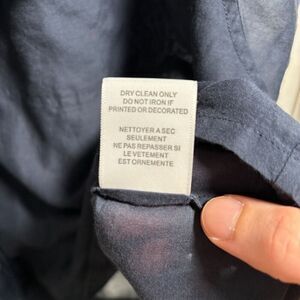 DRY CLEAN ONLY
DO NOT IRON IF
PRINTED OR DECORATED
NETTOYER A SEC
SEULEMENT
NE PAS REPASSER SI
LE VETEMENT
EST ORNEMENTE